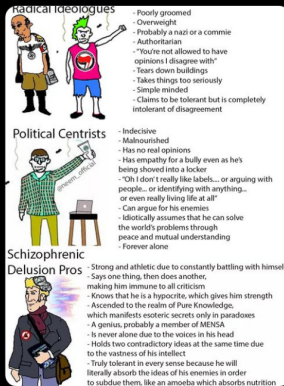 Radical Ideologues
- Poorly groomed
- Overweight
- Probably a nazi or a commie
- Authoritarian
- "You're not allowed to have
opinions I disagree with"
- Tears down buildings
- Takes things too seriously
- Simple minded
- Claims to be tolerant but is completely
intolerant of disagreement
Political Centrists
- Indecisive
- Malnourished
- Has no real opinions
- Has empathy for a bully even as he's
being shoved into a locker
- "Oh I don't really like labels.... or arguing with
people... or identifying with anything...
or even really living life at all"
- Can argue for his enemies
- Idiotically assumes that he can solve
the world's problems through
peace and mutual understanding
- Forever alone
Schizophrenic
Delusion Pros
- Strong and athletic due to constantly battling with himsel
- Says one thing, then does another,
making him immune to all criticism
- Knows that he is a hypocrite, which gives him strength
- Ascended to the realm of Pure Knowledge,
which manifests esoteric secrets only in paradoxes
- A genius, probably a member of MENSA
- Is never alone due to the voices in his head
- Holds two contradictory ideas at the same time due
to the vastness of his intellect
- Truly tolerant in every sense because he will
literally absorb the ideas of his enemies in order
to subdue them, like an amoeba which absorbs nutrition